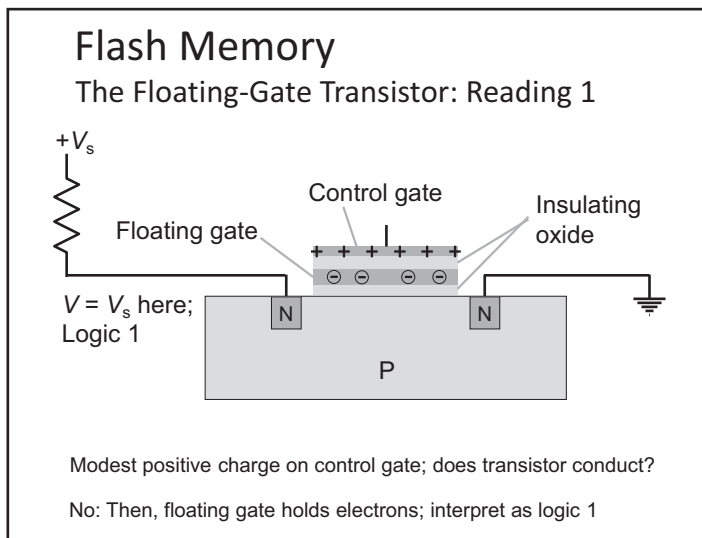 Flash Memory
The Floating-Gate Transistor: Reading 1
+Vs
Control gate
Insulating
oxide
Floating gate
+ + + + + +
− − − −
V = Vs here;
Logic 1
N
N
P
Modest positive charge on control gate; does transistor conduct?
No: Then, floating gate holds electrons; interpret as logic 1